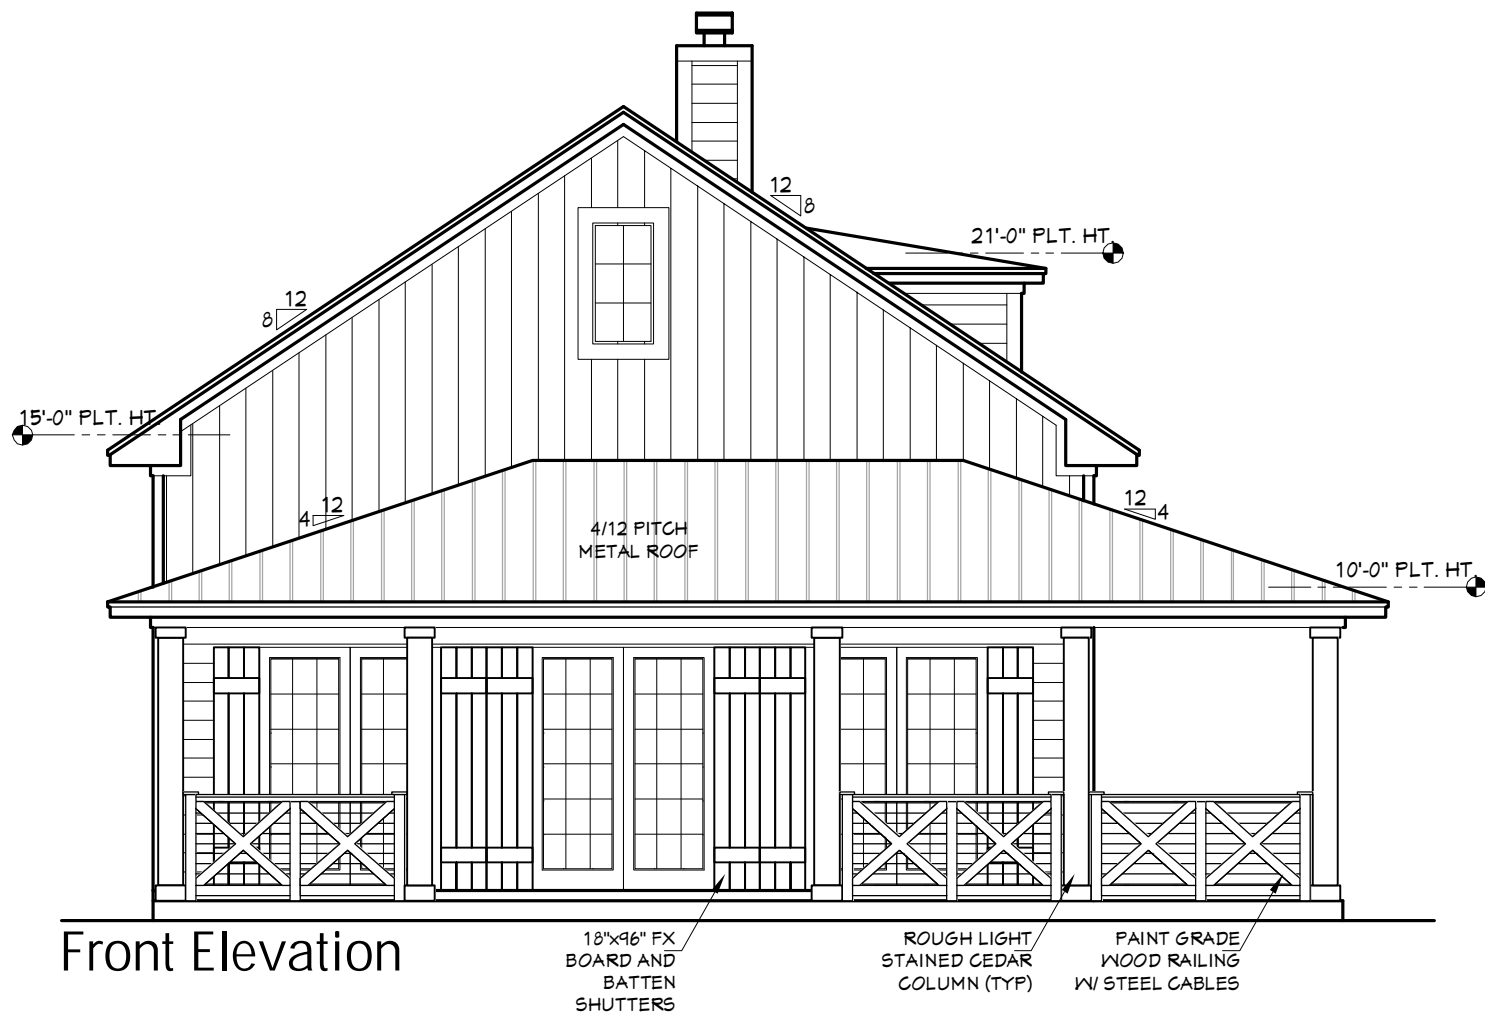 12
8
21'-0" PLT. HT.
12
8
15'-0" PLT. HT.
12
4
4/12 PITCH
METAL ROOF
12
4
10'-0" PLT. HT.
Front Elevation
18"x96" FX
BOARD AND
BATTEN
SHUTTERS
ROUGH LIGHT
STAINED CEDAR
COLUMN (TYP)
PAINT GRADE
WOOD RAILING
W/ STEEL CABLES